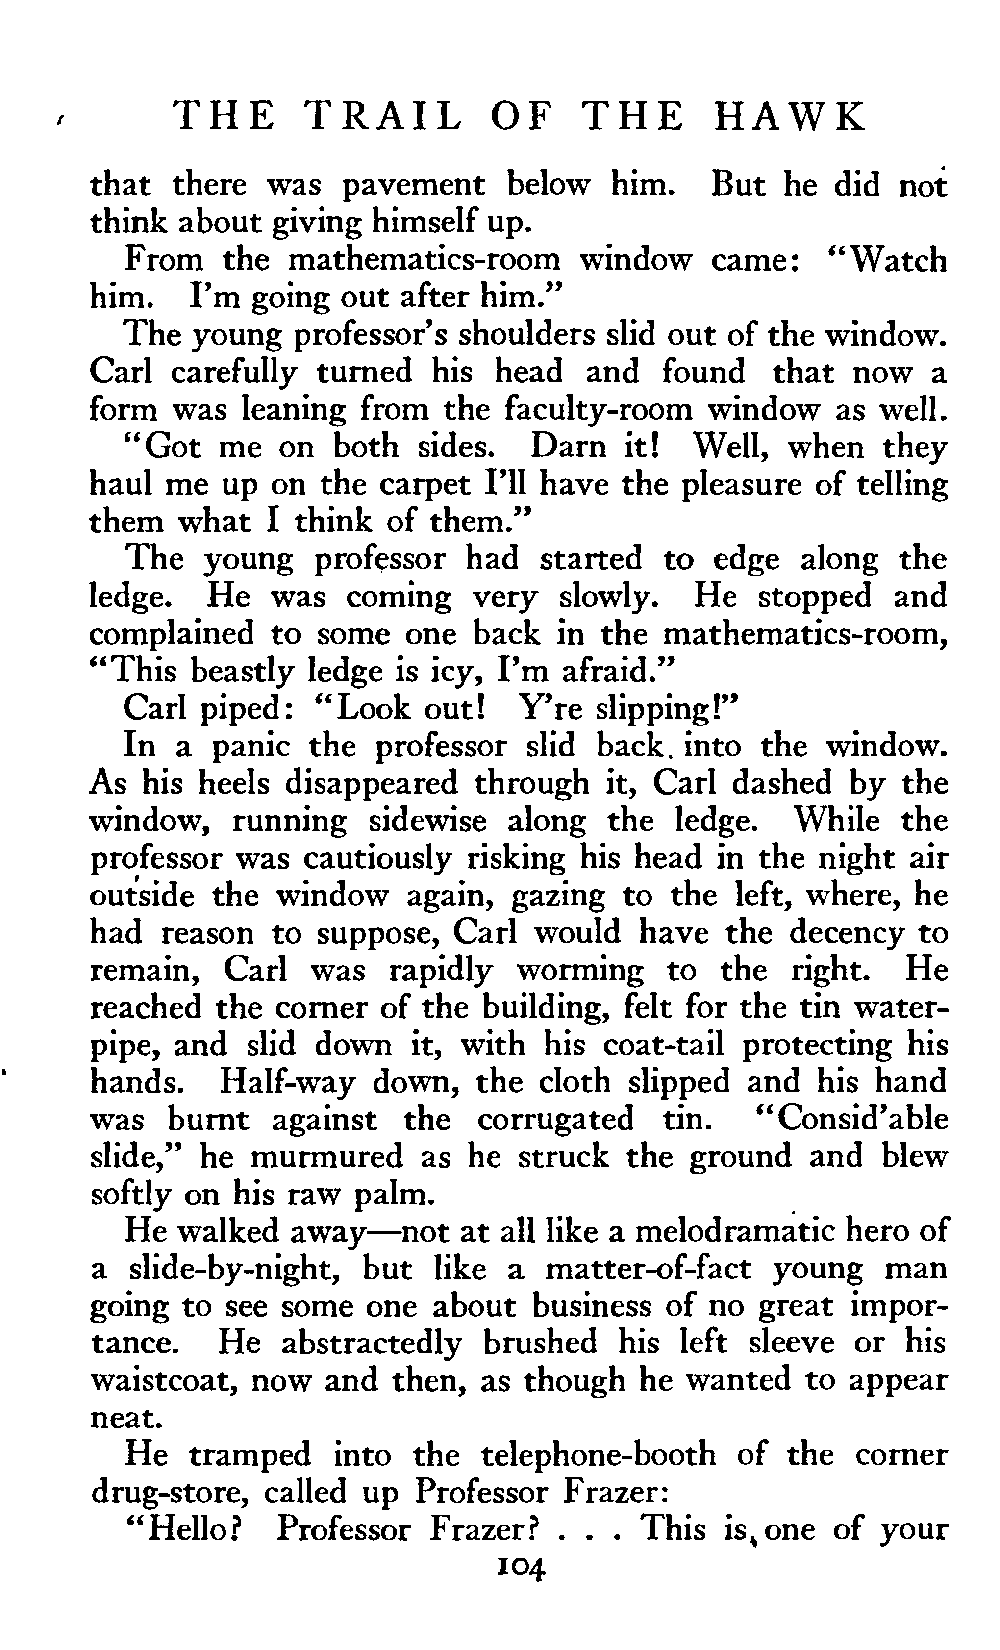 THE TRAIL OF THE HAWK
that there was pavement below him. But he did not
think about giving himself up.
From the mathematics-room window came: "Watch
him. I'm going out after him."
The young professor's shoulders slid out of the window.
Carl carefully turned his head and found that now a
form was leaning from the faculty-room window as well.
"Got me on both sides. Darn it! Well, when they
haul me up on the carpet I'll have the pleasure of telling
them what I think of them."
The young professor had started to edge along the
ledge. He was coming very slowly. He stopped and
complained to some one back in the mathematics-room,
"This beastly ledge is icy, I'm afraid."
Carl piped: "Look out! Y're slipping!"
In a panic the professor slid back into the window.
As his heels disappeared through it, Carl dashed by the
window, running sidewise along the ledge. While the
professor was cautiously risking his head in the night air
outside the window again, gazing to the left, where, he
had reason to suppose, Carl would have the decency to
remain, Carl was rapidly worming to the right. He
reached the corner of the building, felt for the tin water-
pipe, and slid down it, with his coat-tail protecting his
hands. Half-way down, the cloth slipped and his hand
was burnt against the corrugated tin. "Consid'able
slide," he murmured as he struck the ground and blew
softly on his raw palm.
He walked away—not at all like a melodramatic hero of
a slide-by-night, but like a matter-of-fact young man
going to see some one about business of no great impor-
tance. He abstractedly brushed his left sleeve or his
waistcoat, now and then, as though he wanted to appear
neat.
He tramped into the telephone-booth of the corner
drug-store, called up Professor Frazer:
"Hello? Professor Frazer? . . . This is one of your
104